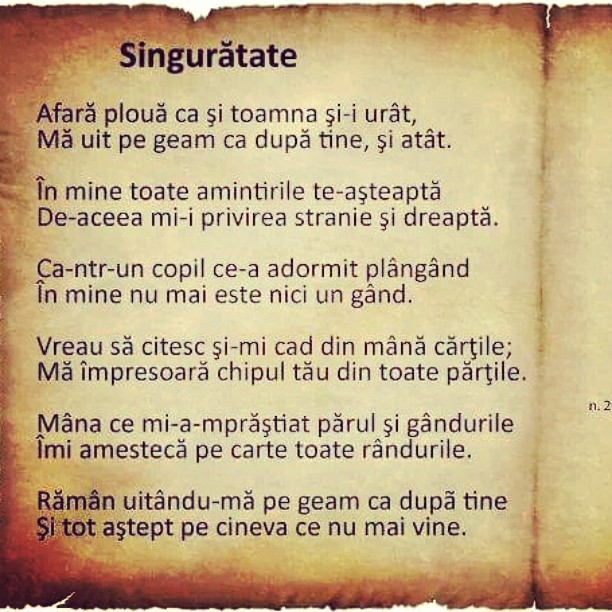 Singurătate
Afară plouă ca şi toamna şi-i urât,
Mă uit pe geam ca după tine, şi atât.
În mine toate amintirile te-aşteaptă
De-aceea mi-i privirea stranie şi dreaptă.
Ca-ntr-un copil ce-a adormit plângând
În mine nu mai este nici un gând.
Vreau să citesc şi-mi cad din mână cărţile;
Mă împresoară chipul tău din toate părţile.
Mâna ce mi-a-mprăştiat părul şi gândurile
Îmi amestecă pe carte toate rândurile.
Rămân uitându-mă pe geam ca după tine
Şi tot aştept pe cineva ce nu mai vine.
n. 2